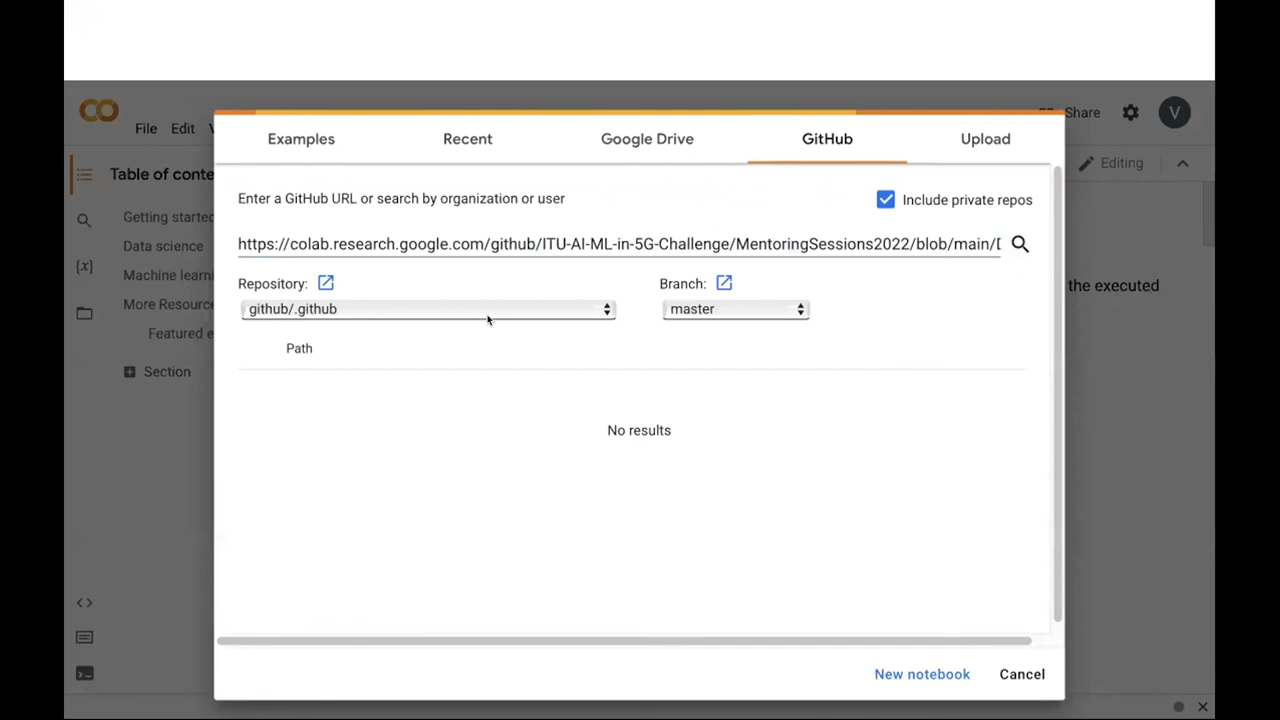 Share
V
File Edit
Examples
Recent
Google Drive
GitHub
Upload
Table of conte
Editing
Enter a GitHub URL or search by organization or user
Include private repos
Getting started
Data science
https://colab.research.google.com/github/ITU-AI-ML-in-5G-Challenge/MentoringSessions2022/blob/main/
Machine learni
Repository:
Branch:
the executed
More Resource
github/.github
master
Featured e
Path
Section
No results
New notebook
Cancel